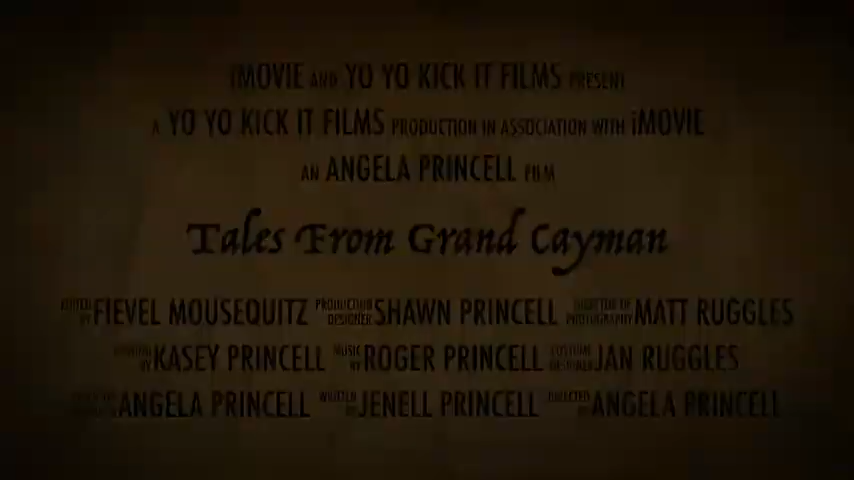 iMOVIE AND YO YO KICK IT FILMS PRESENT
A YO YO KICK IT FILMS PRODUCTION IN ASSOCIATION WITH iMOVIE
AN ANGELA PRINCELL FILM
Tales From Grand Cayman
EDITED BY FIEVEL MOUSEQUITZ PRODUCTION DESIGNER SHAWN PRINCELL DIRECTOR OF PHOTOGRAPHY MATT RUGGLES
BY KASEY PRINCELL MUSIC BY ROGER PRINCELL COSTUME DESIGNER JAN RUGGLES
ANGELA PRINCELL WRITTEN BY JENELL PRINCELL DIRECTED BY ANGELA PRINCELL